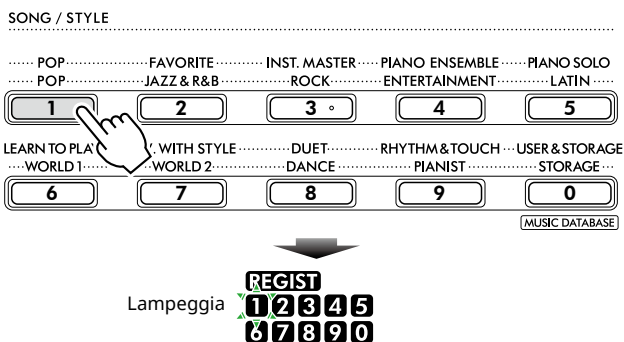 SONG / STYLE
POP FAVORITE INST. MASTER PIANO ENSEMBLE PIANO SOLO
POP JAZZ & R&B ROCK ENTERTAINMENT LATIN
1 2 3 4 5
LEARN TO PLA WITH STYLE DUET RHYTHM & TOUCH USER & STORAGE
WORLD 1 WORLD 2 DANCE PIANIST STORAGE
6 7 8 9 0
MUSIC DATABASE
REGIST
Lampeggia 1 2 3 4 5
6 7 8 9 0